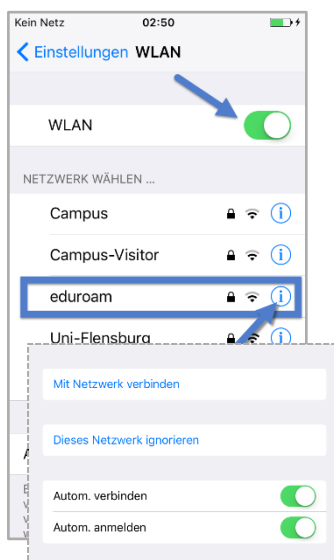 Kein Netz 02:50
Einstellungen WLAN
WLAN
NETZWERK WÄHLEN ...
Campus
Campus-Visitor
eduroam
Uni-Flensburg
Mit Netzwerk verbinden
Dieses Netzwerk ignorieren
Autom. verbinden
Autom. anmelden